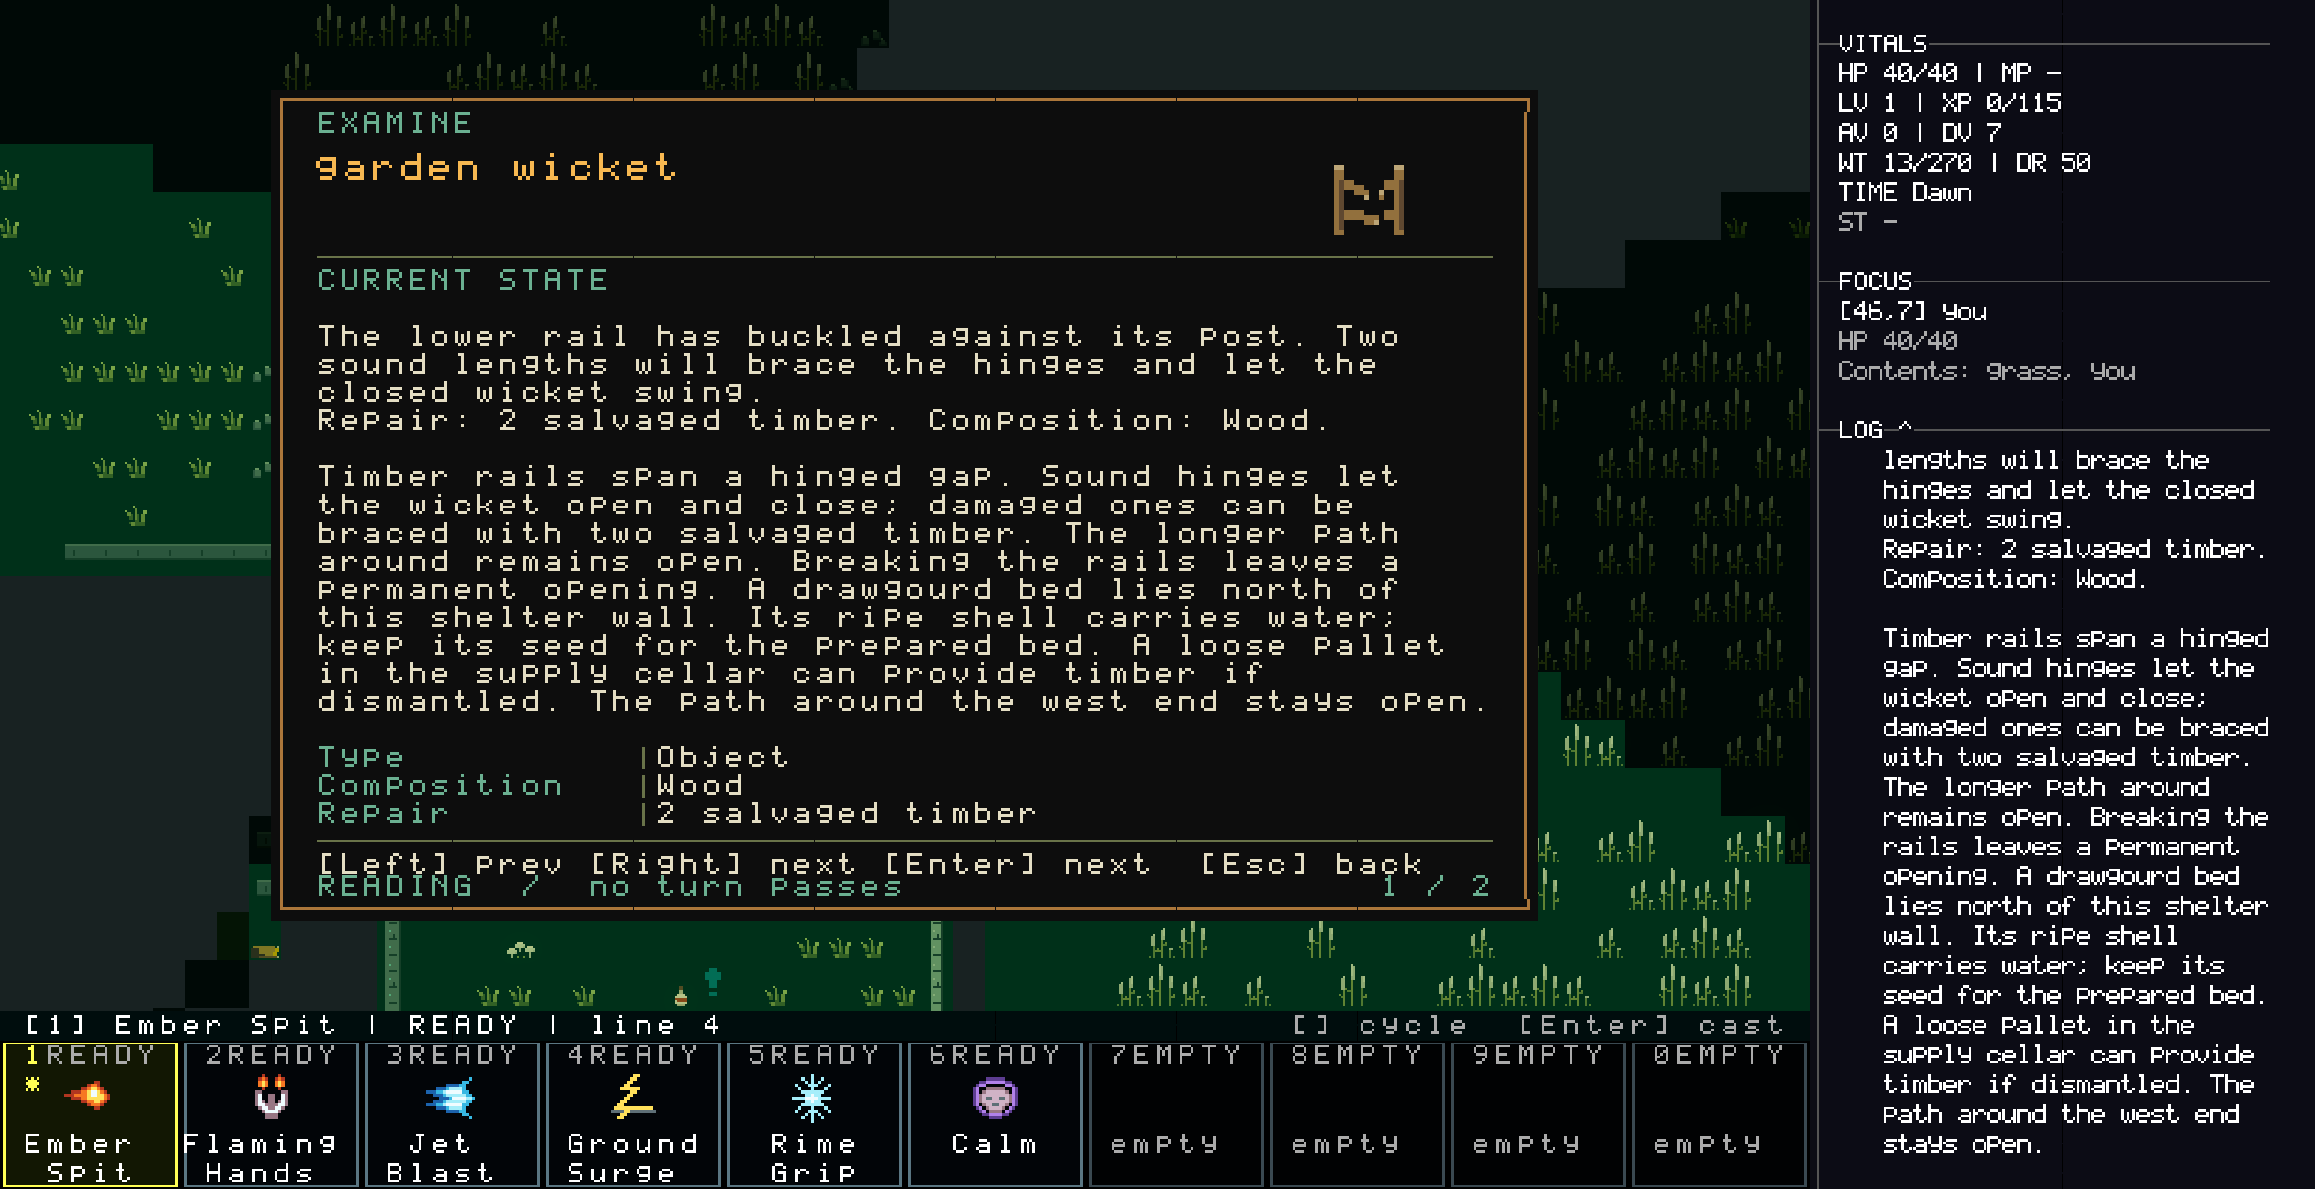 EXAMINE
garden wicket
CURRENT STATE
The lower rail has buckled against its post. Two
sound lengths will brace the hinges and let the
closed wicket swing.
Repair: 2 salvaged timber. Composition: Wood.
Timber rails span a hinged gap. Sound hinges let
the wicket open and close; damaged ones can be
braced with two salvaged timber. The longer path
around remains open. Breaking the rails leaves a
permanent opening. A drawgourd bed lies north of
this shelter wall. Its ripe shell carries water;
keep its seed for the prepared bed. A loose pallet
in the supply cellar can provide timber if
dismantled. The path around the west end stays open.
Type |Object
Composition |Wood
Repair |2 salvaged timber
[Left] prev [Right] next [Enter] next [Esc] back
READING / no turn passes 1 / 2
[1] Ember Spit | READY | line 4 [] cycle [Enter] cast
1READY 2READY 3READY 4READY 5READY 6READY 7EMPTY 8EMPTY 9EMPTY 0EMPTY
Ember Flaming Jet Ground Rime Calm empty empty empty empty
Spit Hands Blast Surge Grip
VITALS
HP 40/40 | MP -
LV 1 | XP 0/115
AV 0 | DV 7
WT 13/270 | DR 50
TIME Dawn
ST -
FOCUS
[46,7] You
HP 40/40
Contents: grass, You
LOG ^
lengths will brace the
hinges and let the closed
wicket swing.
Repair: 2 salvaged timber.
Composition: Wood.
Timber rails span a hinged
gap. Sound hinges let the
wicket open and close;
damaged ones can be braced
with two salvaged timber.
The longer path around
remains open. Breaking the
rails leaves a permanent
opening. A drawgourd bed
lies north of this shelter
wall. Its ripe shell
carries water; keep its
seed for the prepared bed.
A loose pallet in the
supply cellar can provide
timber if dismantled. The
path around the west end
stays open.